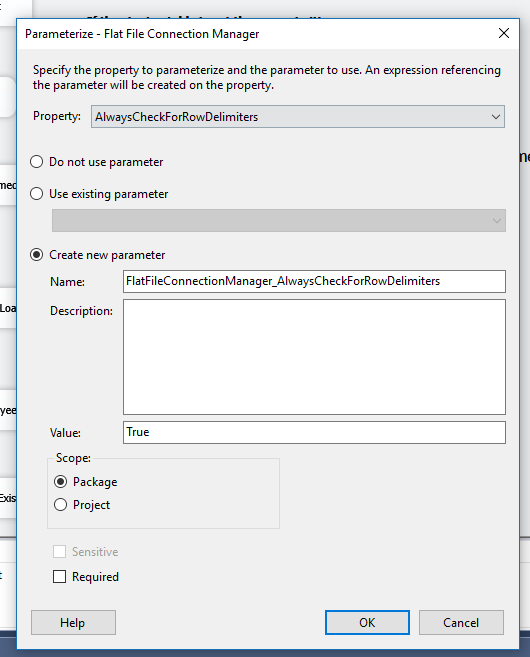 Parameterize - Flat File Connection Manager
Specify the property to parameterize and the parameter to use. An expression referencing
the parameter will be created on the property.
Property: AlwaysCheckForRowDelimiters
Do not use parameter
Use existing parameter
Create new parameter
Name: FlatFileConnectionManager_AlwaysCheckForRowDelimiters
Description:
Value: True
Scope:
Package
Project
Sensitive
Required
Help OK Cancel